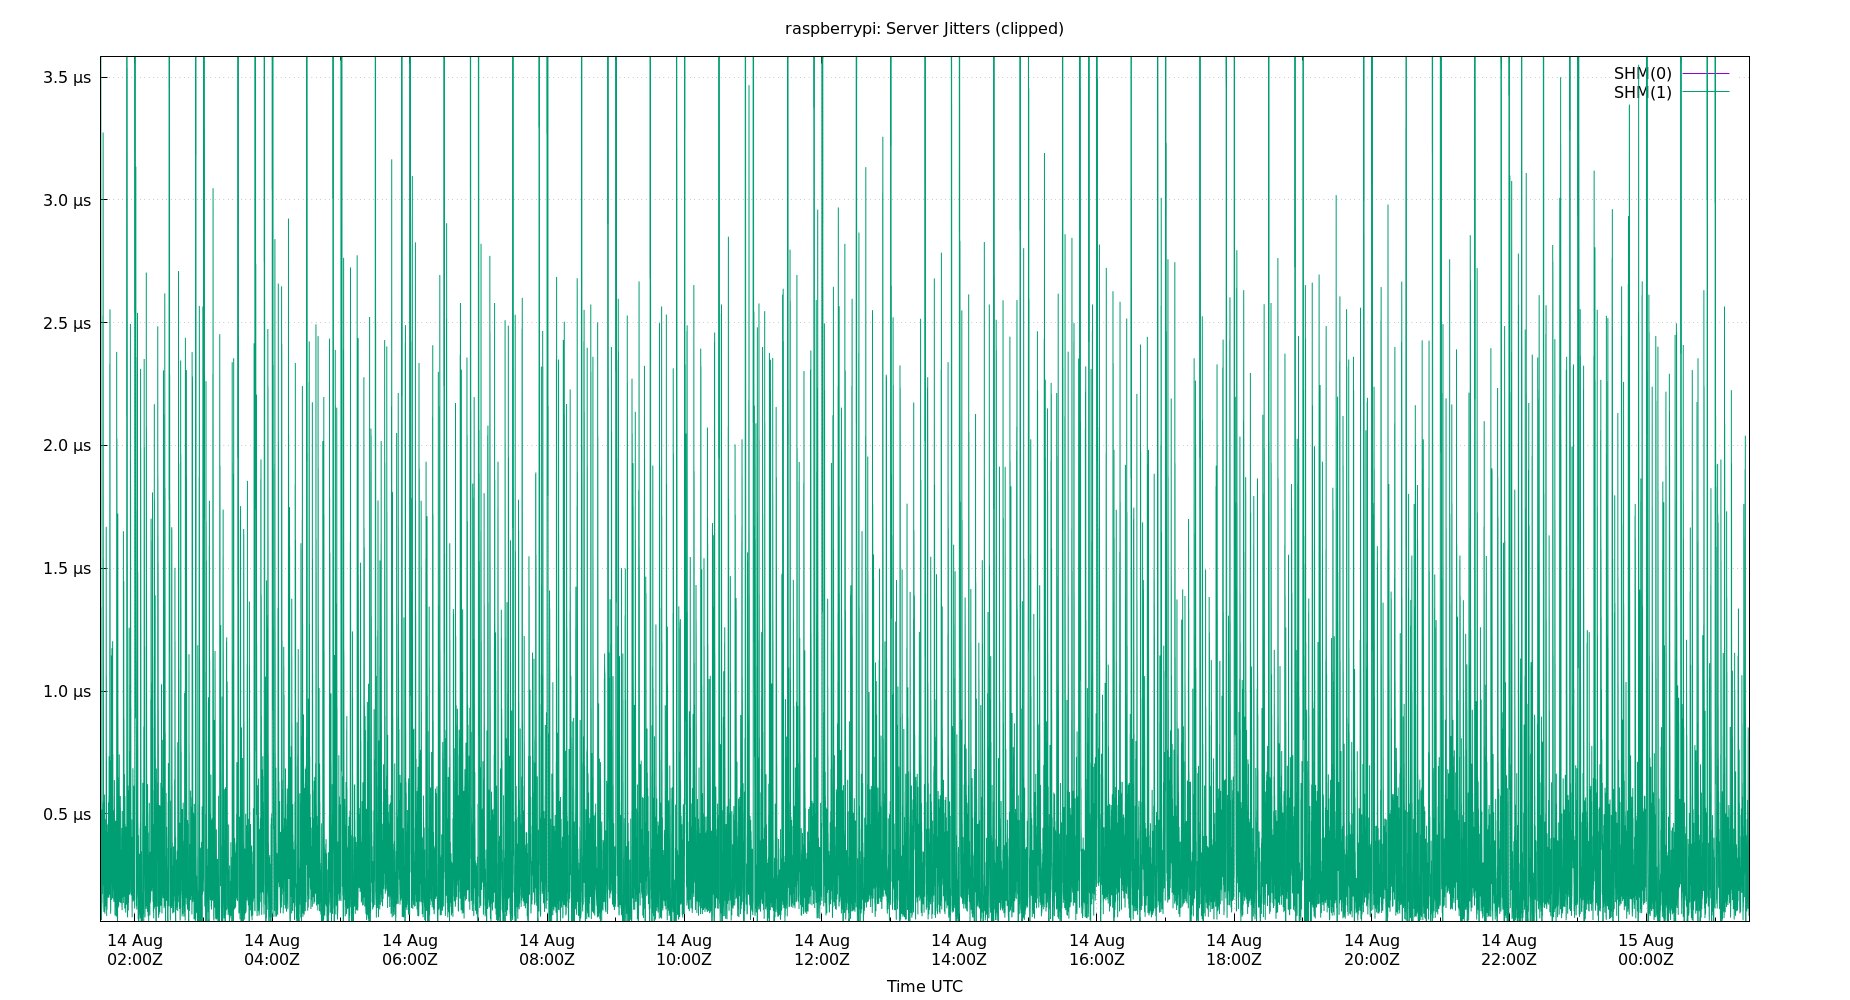 raspberrypi: Server Jitters (clipped)
3.5 µs
3.0 µs
2.5 µs
2.0 µs
1.5 µs
1.0 µs
0.5 µs
SHM(0)
SHM(1)
14 Aug 14 Aug 14 Aug 14 Aug 14 Aug 14 Aug 14 Aug 14 Aug 14 Aug 14 Aug 14 Aug 15 Aug
02:00Z 04:00Z 06:00Z 08:00Z 10:00Z 12:00Z 14:00Z 16:00Z 18:00Z 20:00Z 22:00Z 00:00Z
Time UTC